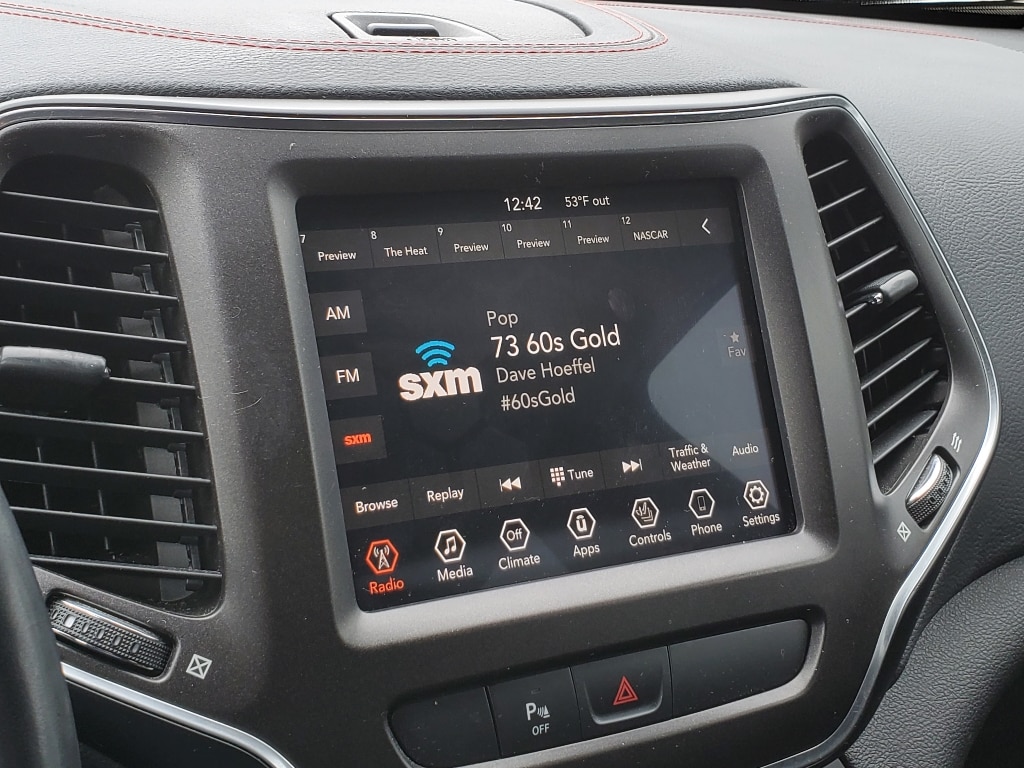 12:42 53°F out
7 Preview 8 The Heat 9 Preview 10 Preview 11 Preview 12 NASCAR
AM
FM
sxm
sxm
Pop
73 60s Gold
Dave Hoeffel
#60sGold
Fav
Browse Replay Tune Traffic & Weather Audio
Radio Media Off Climate ū Apps Controls Phone Settings
P OFF